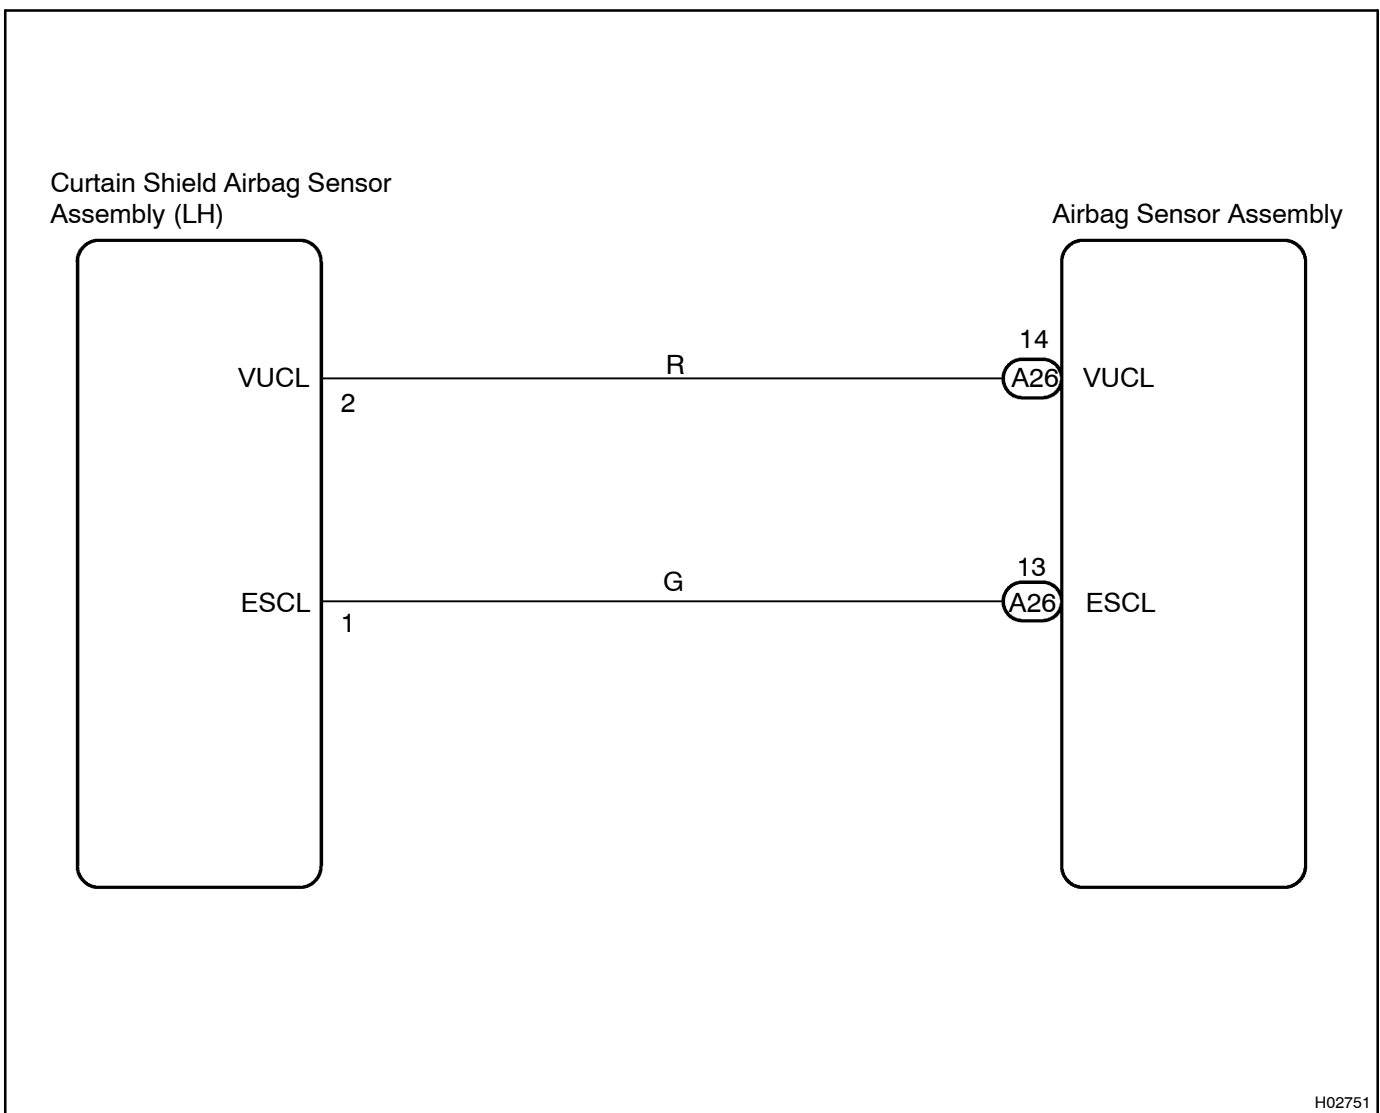 Curtain Shield Airbag Sensor
Assembly (LH)
Airbag Sensor Assembly
14
R
VUCL
A26
VUCL
2
13
G
ESCL
A26
ESCL
1
H02751